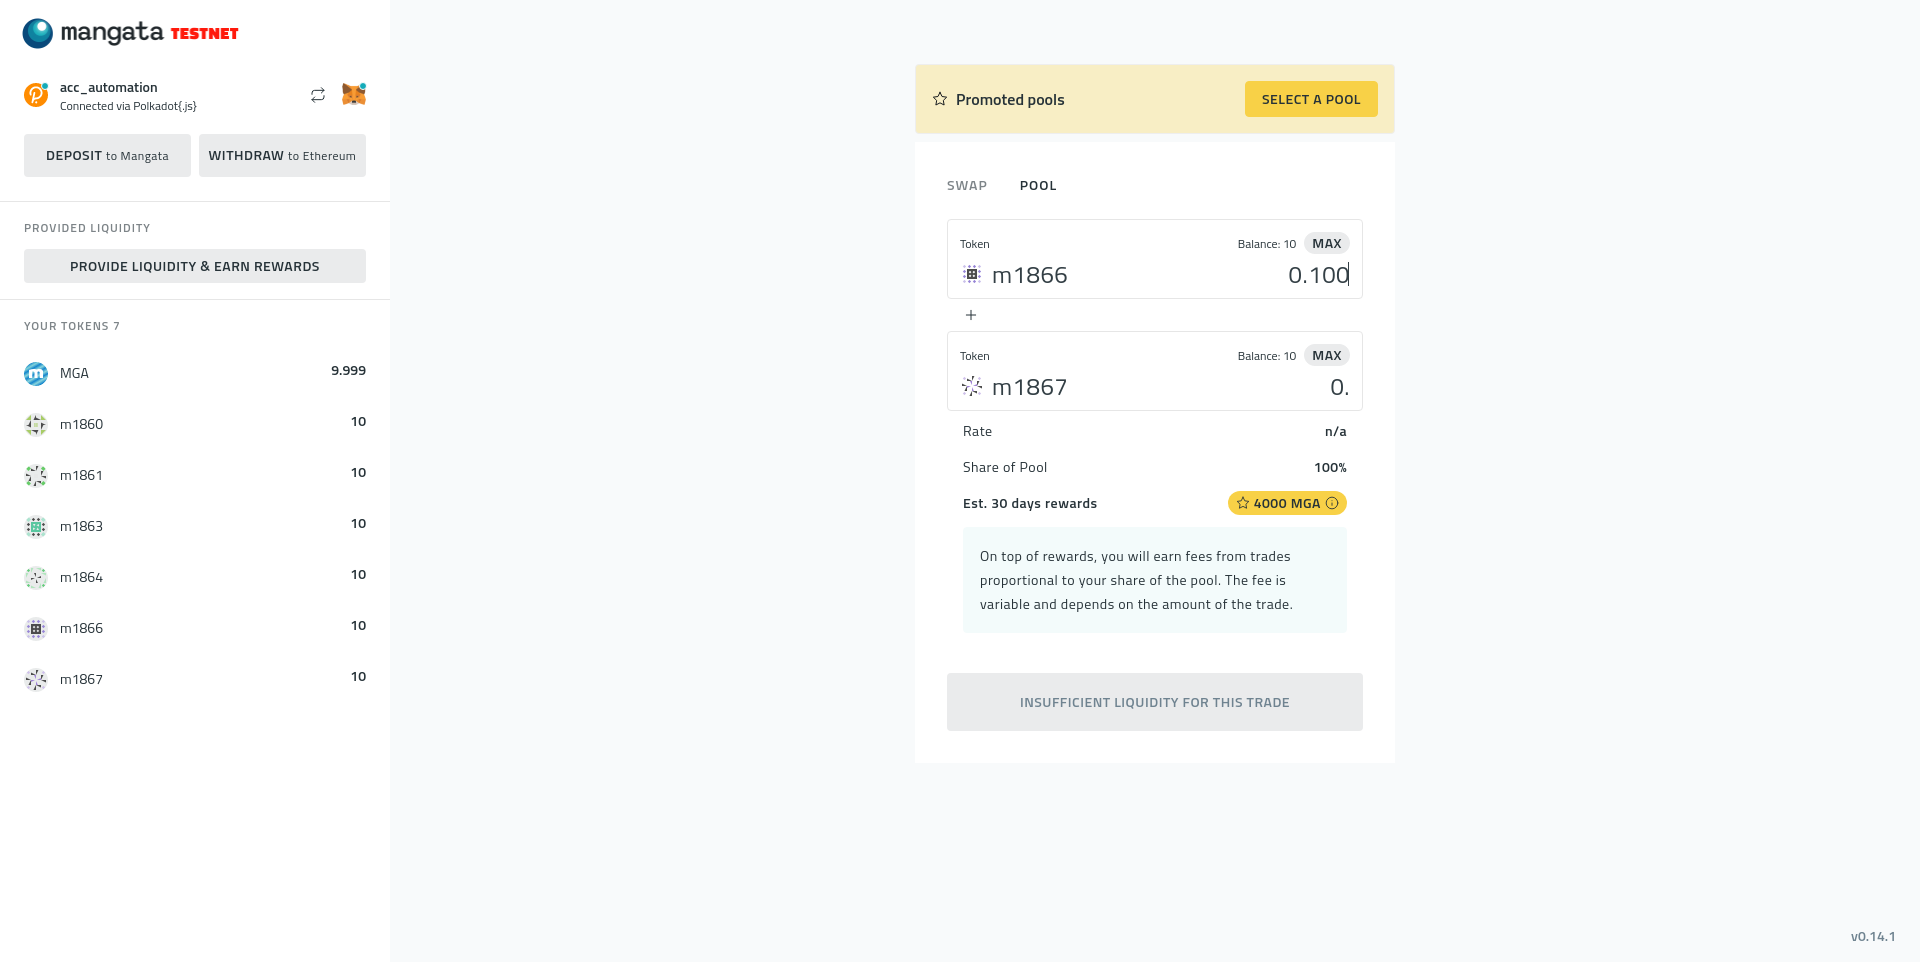 mangata TESTNET
acc_automation
Connected via Polkadot{.js}
DEPOSIT to Mangata
WITHDRAW to Ethereum
PROVIDED LIQUIDITY
PROVIDE LIQUIDITY & EARN REWARDS
YOUR TOKENS 7
MGA 9.999
m1860 10
m1861 10
m1863 10
m1864 10
m1866 10
m1867 10
Promoted pools
SELECT A POOL
SWAP POOL
Token Balance: 10 MAX
m1866 0.100
+
Token Balance: 10 MAX
m1867 0.
Rate n/a
Share of Pool 100%
Est. 30 days rewards 4000 MGA
On top of rewards, you will earn fees from trades
proportional to your share of the pool. The fee is
variable and depends on the amount of the trade.
INSUFFICIENT LIQUIDITY FOR THIS TRADE
v0.14.1